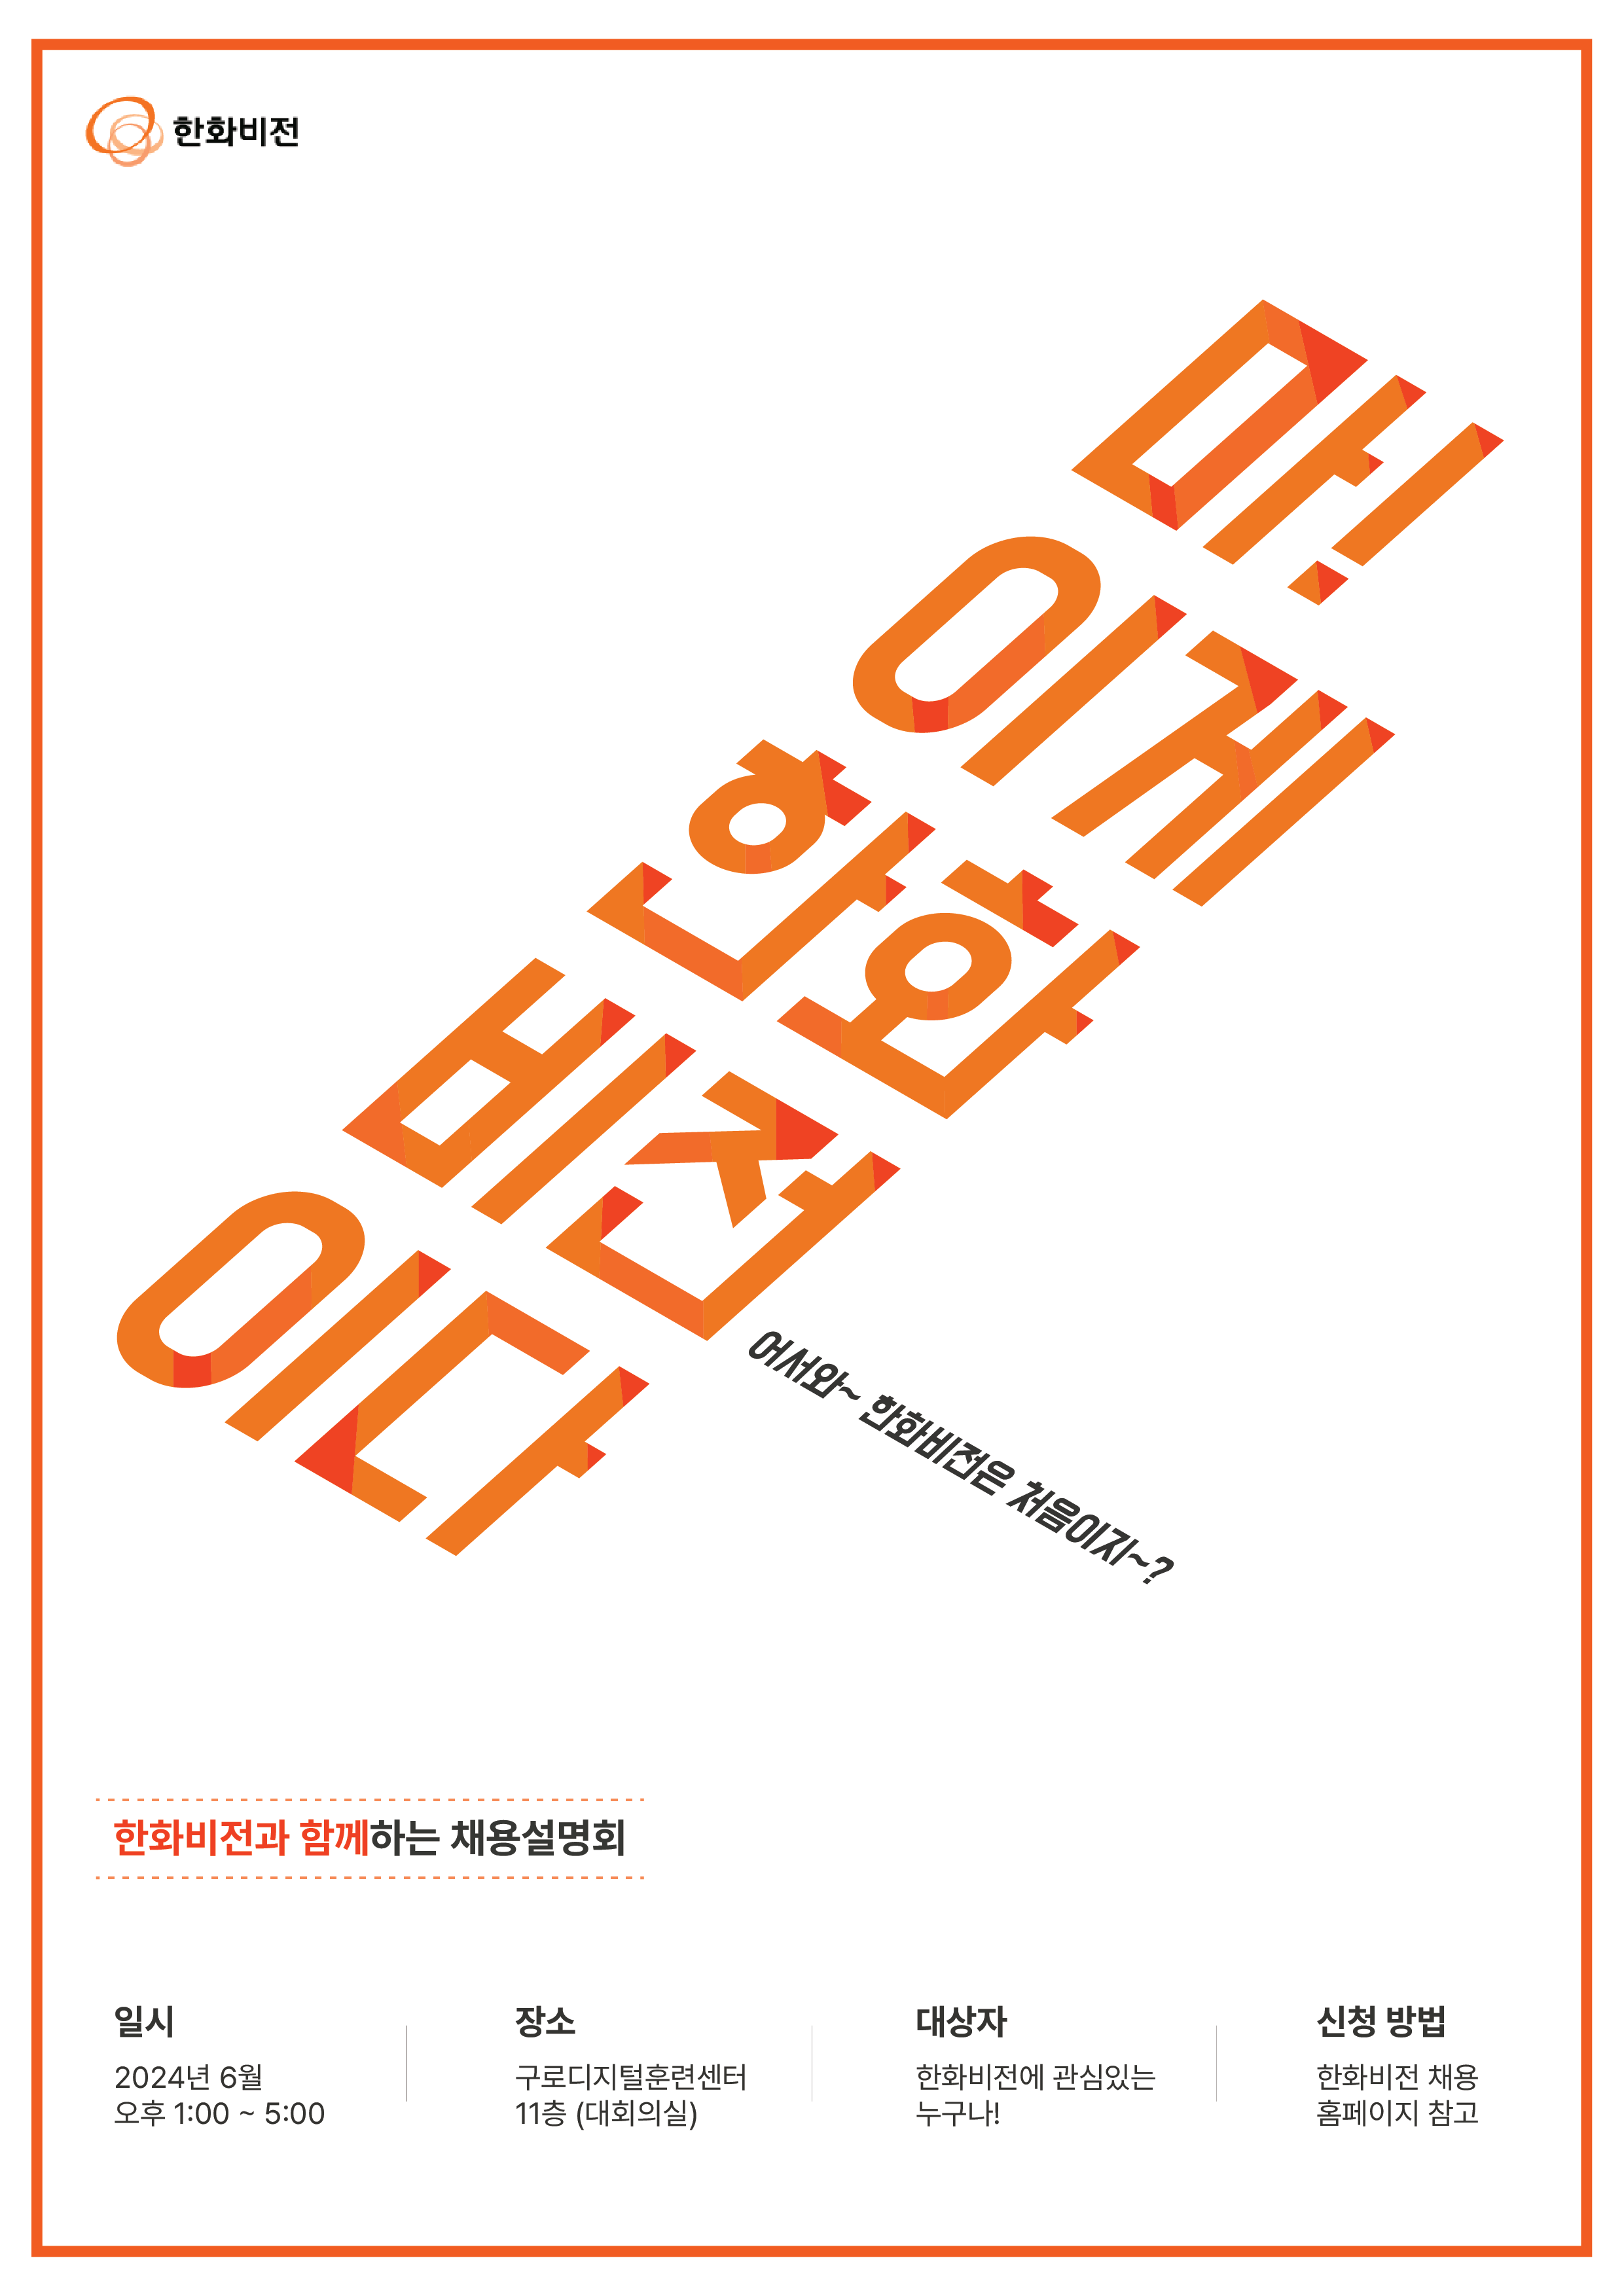 한화비전
마!
이게
한화
비전
이다
어서와~ 한화비전은 처음이지~?
한화비전과 함께하는 채용설명회
일시
2024년 6월
오후 1:00 ~ 5:00
장소
구로디지털훈련센터
11층 (대회의실)
대상자
한화비전에 관심있는
누구나!
신청 방법
한화비전 채용
홈페이지 참고